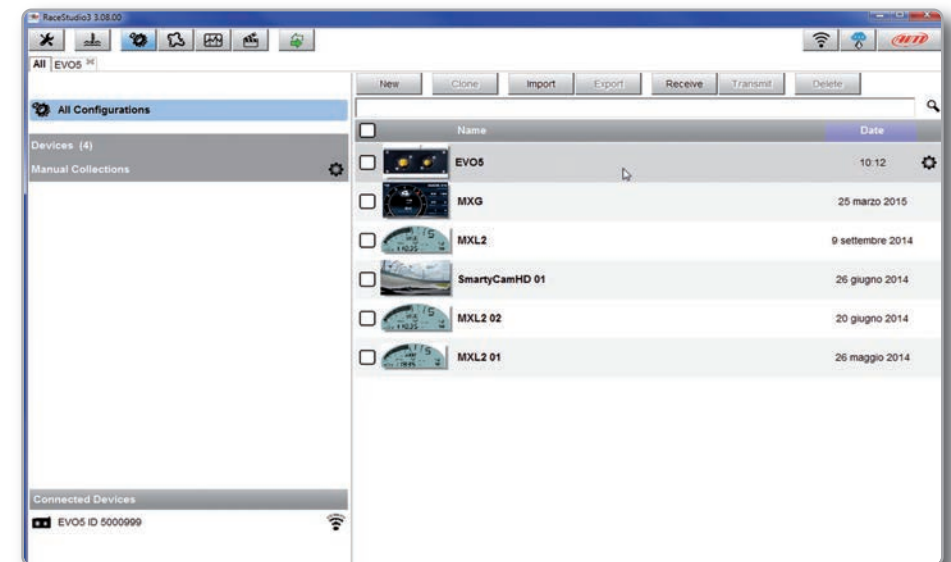 RaceStudio3 3.08.00
AiM
All EVO5
New Clone Import Export Receive Transmit Delete
All Configurations
Name Date
Devices (4)
Manual Collections
EVO5 10:12
MXG 25 marzo 2015
MXL2 9 settembre 2014
SmartyCamHD 01 26 giugno 2014
MXL2 02 20 giugno 2014
MXL2 01 26 maggio 2014
Connected Devices
EVO5 ID 5000999